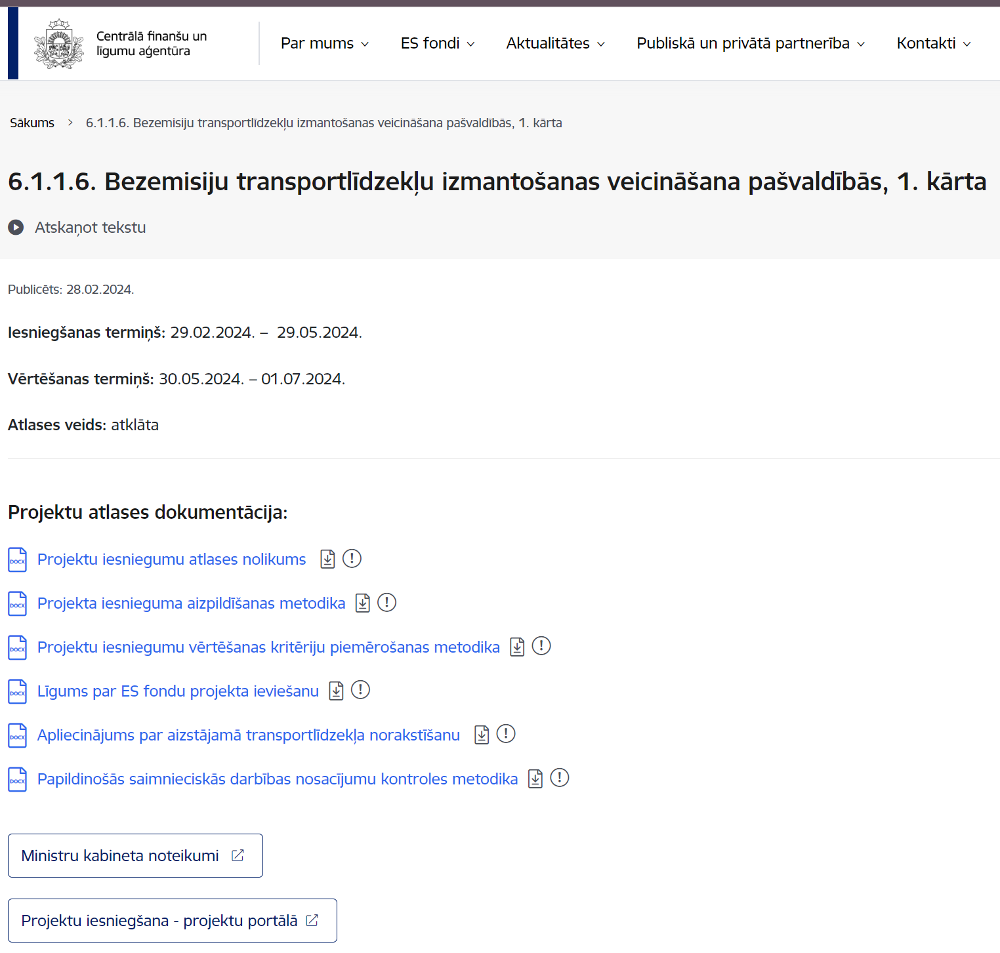 Centrālā finanšu un
līgumu aģentūra
Par mums
ES fondi
Aktualitātes
Publiskā un privātā partnerība
Kontakti
Sākums
6.1.1.6. Bezemisiju transportlīdzekļu izmantošanas veicināšana pašvaldībās, 1. kārta
6.1.1.6. Bezemisiju transportlīdzekļu izmantošanas veicināšana pašvaldībās, 1. kārta
Atskaņot tekstu
Publicēts: 28.02.2024.
Iesniegšanas termiņš: 29.02.2024. – 29.05.2024.
Vērtēšanas termiņš: 30.05.2024. – 01.07.2024.
Atlases veids: atklāta
Projektu atlases dokumentācija:
DOCX Projektu iesniegumu atlases nolikums
DOCX Projekta iesnieguma aizpildīšanas metodika
DOCX Projektu iesniegumu vērtēšanas kritēriju piemērošanas metodika
DOCX Līgums par ES fondu projekta ieviešanu
DOCX Apliecinājums par aizstājamā transportlīdzekļa norakstīšanu
DOCX Papildinošās saimnieciskās darbības nosacījumu kontroles metodika
Ministru kabineta noteikumi
Projektu iesniegšana - projektu portālā